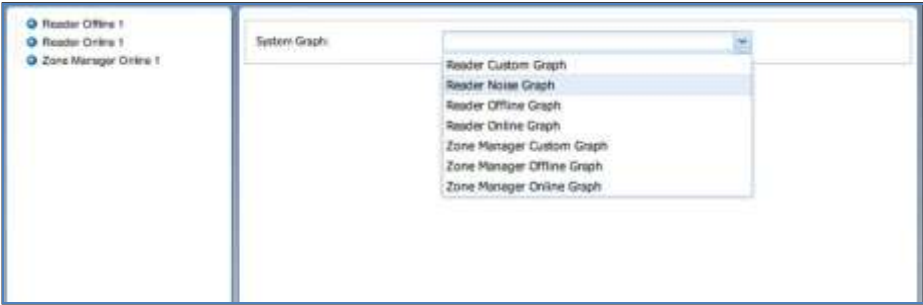 Reader Offline 1
Reader Online 1
Zone Manager Online 1
System Graph:
Reader Custom Graph
Reader Noise Graph
Reader Offline Graph
Reader Online Graph
Zone Manager Custom Graph
Zone Manager Offline Graph
Zone Manager Online Graph